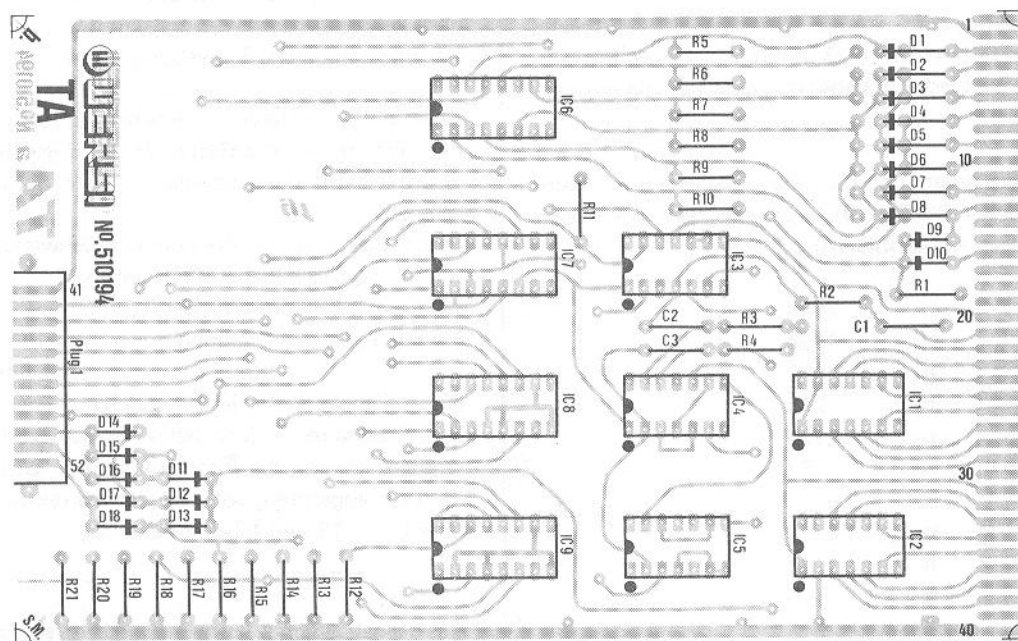 1
D1
R5
D2
R6
D3
R7
IC6
D4
R8
D5
TA
10
R9
D6
D7
R10
D8
R11
D9
No. 510194
IC7
IC3
D10
41
R2
R1
C2
R3
C1
20
Plug 1
C3
R4
IC8
IC4
IC1
D14
D15
52
D16
D11
30
D17
D12
D18
D13
IC9
IC5
IC2
R21
R20
R19
R18
R17
R16
R15
R14
R13
R12
S.M.
40